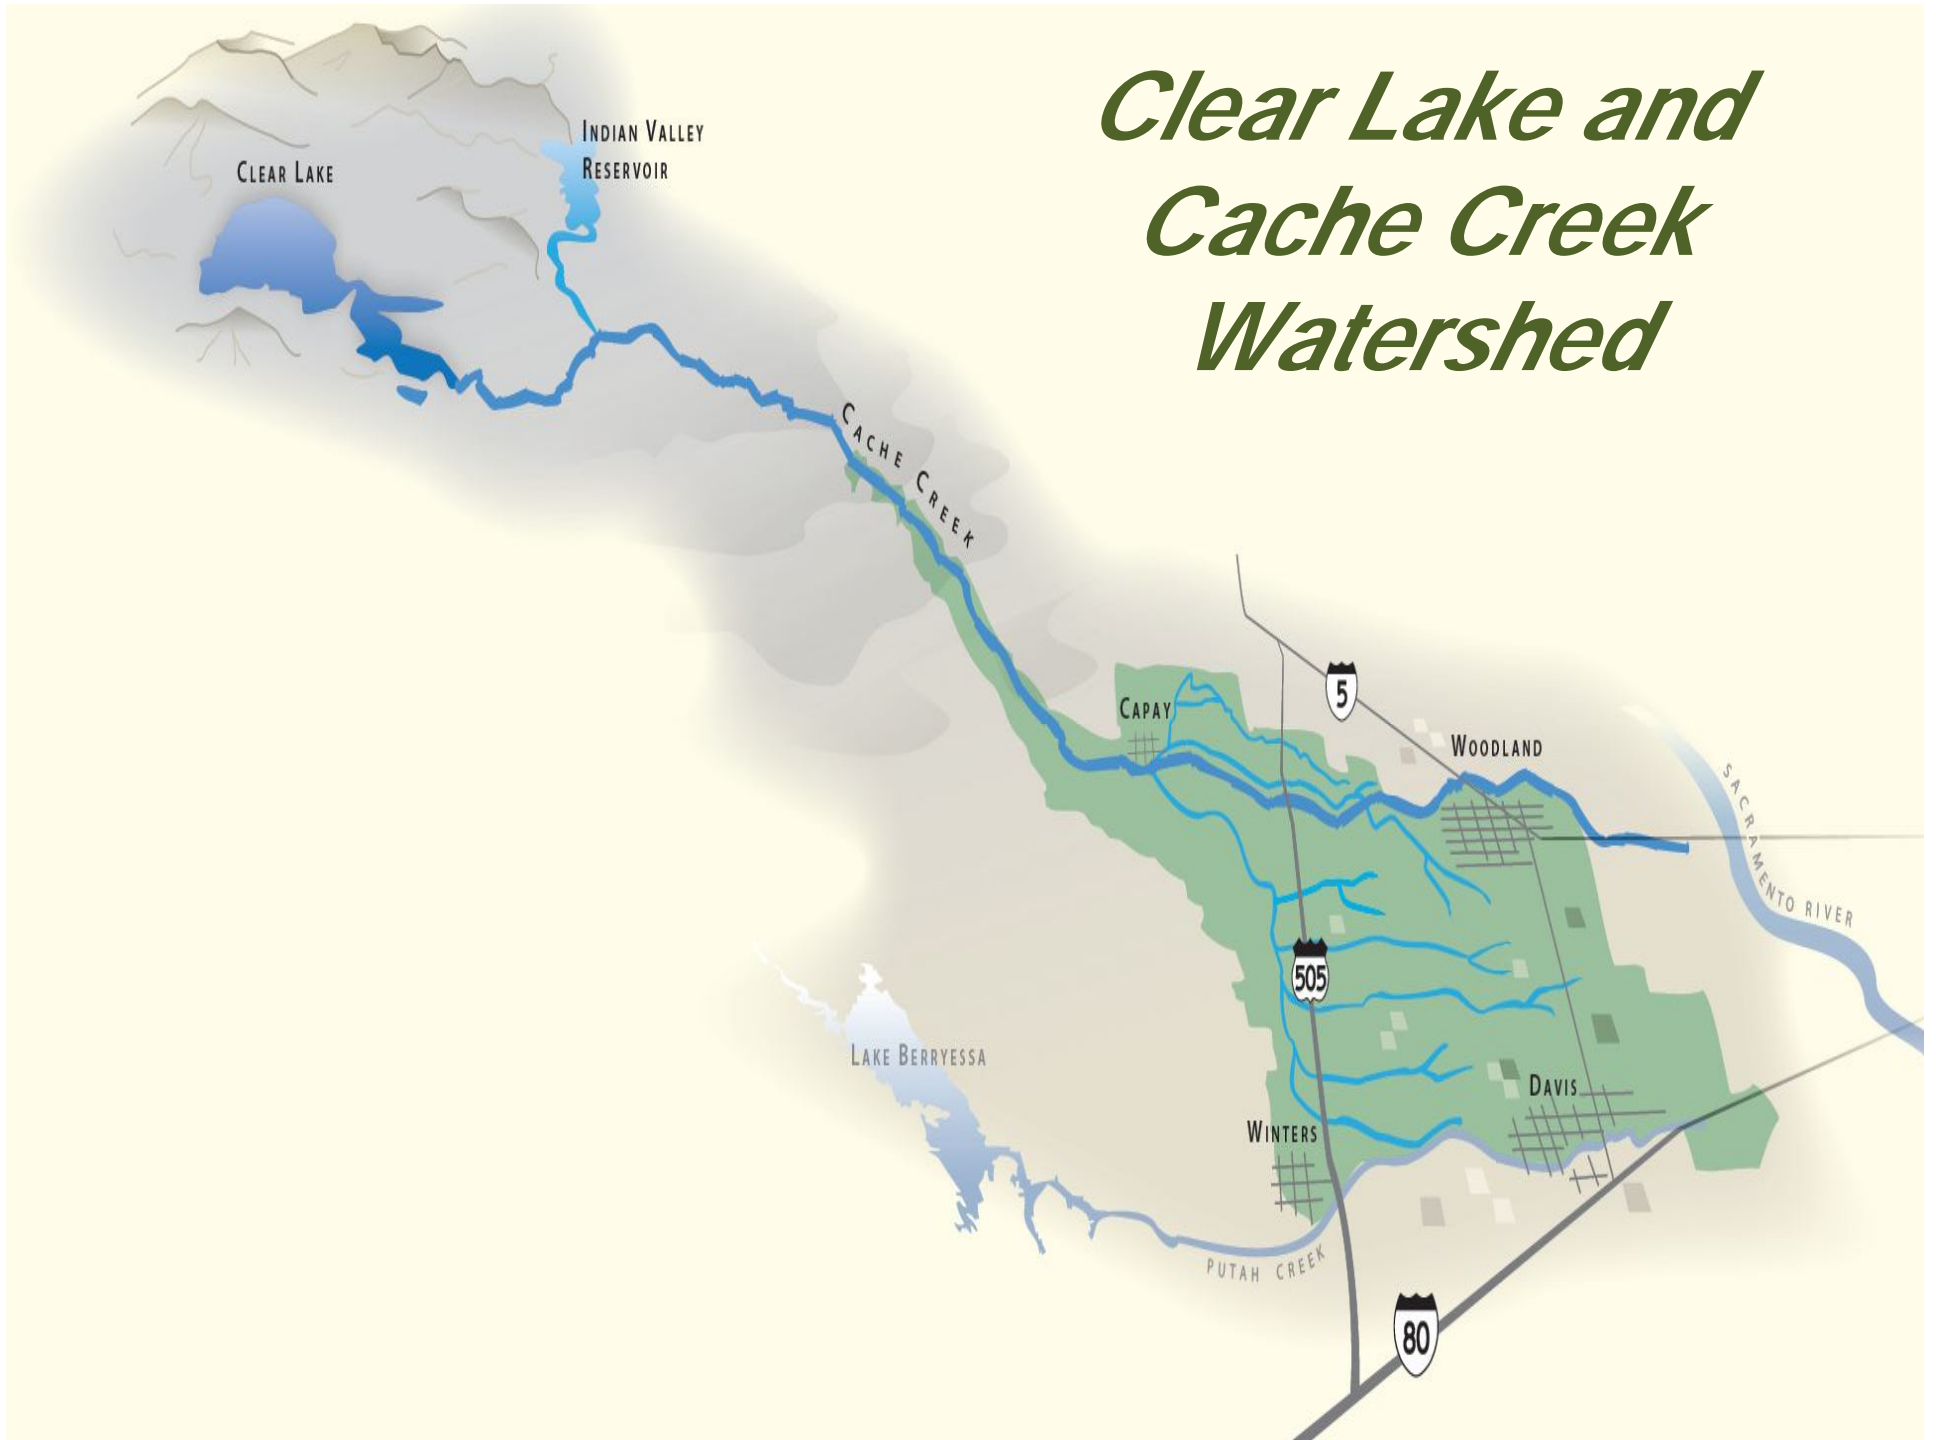 Clear Lake and
Cache Creek
Watershed
INDIAN VALLEY
RESERVOIR
CLEAR LAKE
CACHE CREEK
5
CAPAY
WOODLAND
SACRAMENTO RIVER
505
LAKE BERRYESSA
DAVIS
WINTERS
PUTAH CREEK
80